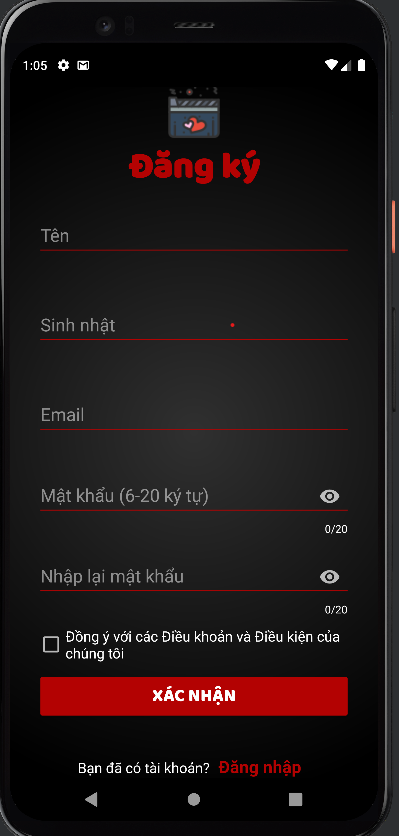 1:05
Đăng ký
Tên
Sinh nhật
Email
Mật khẩu (6-20 ký tự)
0/20
Nhập lại mật khẩu
0/20
Đồng ý với các Điều khoản và Điều kiện của
chúng tôi
XÁC NHẬN
Bạn đã có tài khoản? Đăng nhập